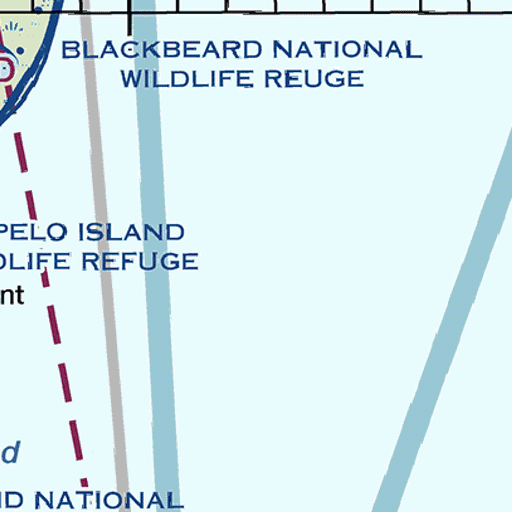 BLACKBEARD NATIONAL
WILDLIFE REUGE
PELO ISLAND
DLIFE REFUGE
nt
d
ND NATIONAL